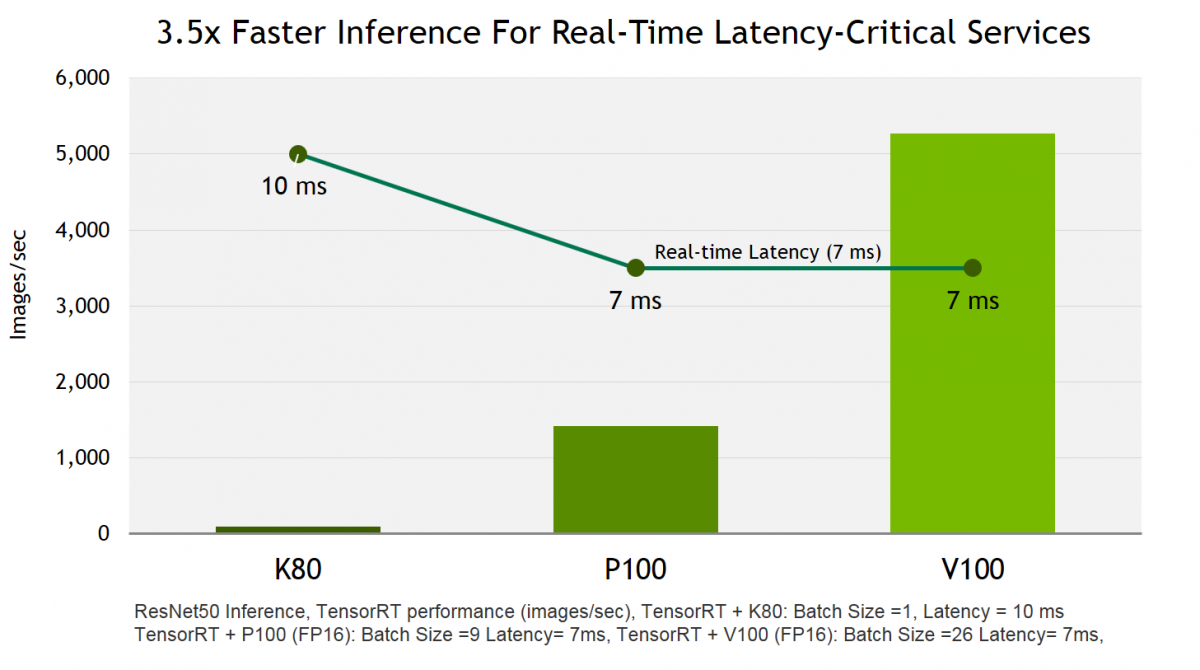 3.5x Faster Inference For Real-Time Latency-Critical Services
6,000
5,000
4,000
3,000
2,000
1,000
0
Images/sec
10 ms
Real-time Latency (7 ms)
7 ms
7 ms
K80
P100
V100
ResNet50 Inference, TensorRT performance (images/sec), TensorRT + K80: Batch Size =1, Latency = 10 ms
TensorRT + P100 (FP16): Batch Size =9 Latency= 7ms, TensorRT + V100 (FP16): Batch Size =26 Latency= 7ms,